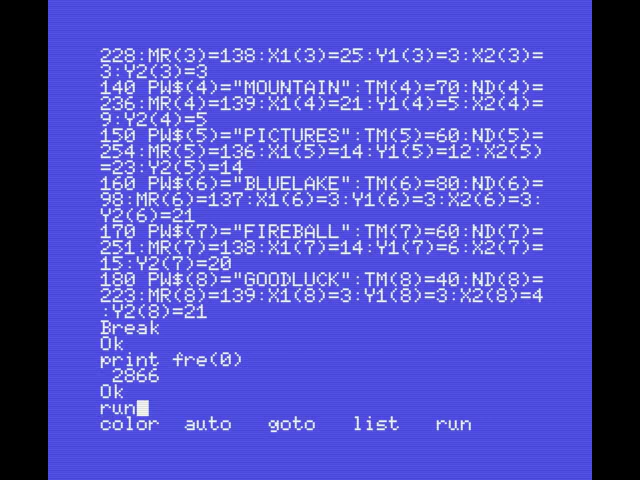 228:MR(3)=138:X1(3)=25:Y1(3)=3:X2(3)=
3:Y2(3)=3
140 PW$(4)="MOUNTAIN":TM(4)=70:ND(4)=
236:MR(4)=139:X1(4)=21:Y1(4)=5:X2(4)=
9:Y2(4)=5
150 PW$(5)="PICTURES":TM(5)=60:ND(5)=
254:MR(5)=136:X1(5)=14:Y1(5)=12:X2(5)
=23:Y2(5)=14
160 PW$(6)="BLUELAKE":TM(6)=80:ND(6)=
98:MR(6)=137:X1(6)=3:Y1(6)=3:X2(6)=3:
Y2(6)=21
170 PW$(7)="FIREBALL":TM(7)=60:ND(7)=
251:MR(7)=138:X1(7)=14:Y1(7)=6:X2(7)=
15:Y2(7)=20
180 PW$(8)="GOODLUCK":TM(8)=40:ND(8)=
223:MR(8)=139:X1(8)=3:Y1(8)=3:X2(8)=4
:Y2(8)=21
Break
Ok
print fre(0)
2866
Ok
run
color auto goto list run